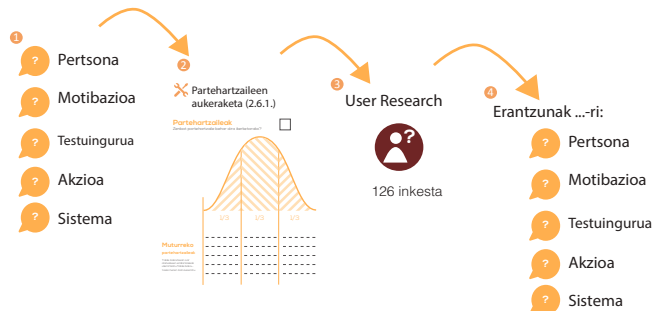 1
? Pertsona
? Motibazioa
? Testuingurua
? Akzioa
? Sistema
2
Partehartzaileen
aukeraketa (2.6.1.)
Partehartzaileak
1/3 1/3 1/3
Muturreko
partehartzaileak
3
User Research
?
126 inkesta
4
Erantzunak ...-ri:
? Pertsona
? Motibazioa
? Testuingurua
? Akzioa
? Sistema